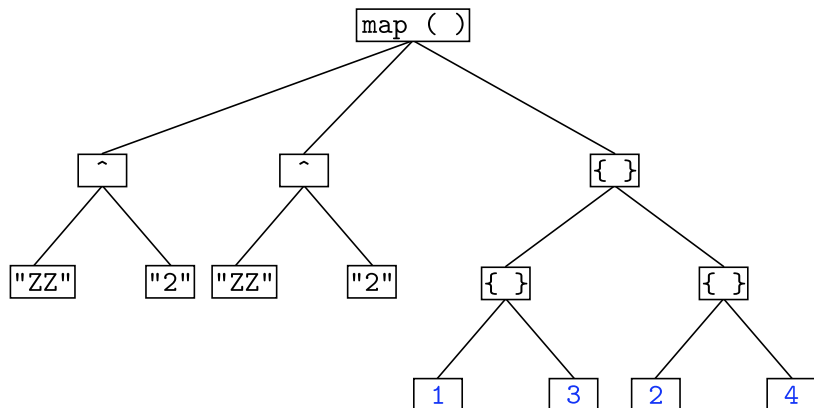 map ( )
^ ^ { }
"ZZ" "2" "ZZ" "2" { } { }
1 3 2 4